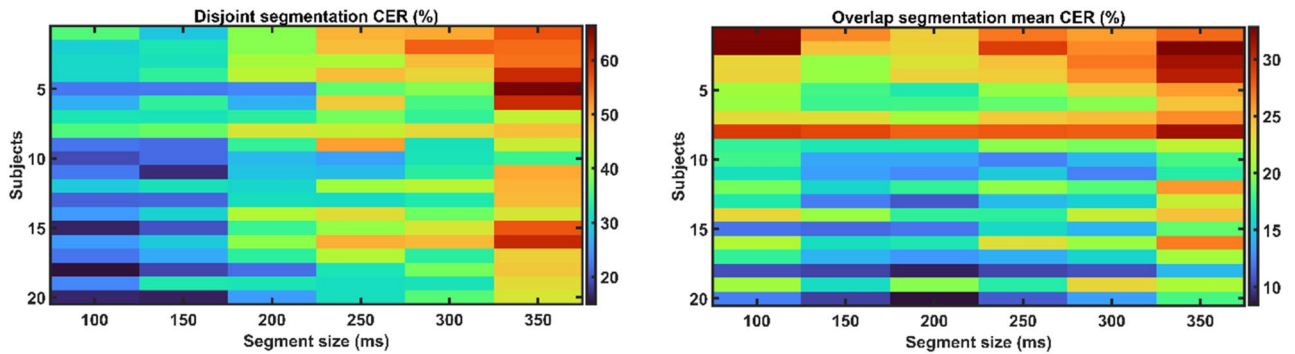 Disjoint segmentation CER (%)
60
50
40
30
20
5
10
15
20
Subjects
100 150 200 250 300 350
Segment size (ms)
Overlap segmentation mean CER (%)
30
25
20
15
10
5
10
15
20
Subjects
100 150 200 250 300 350
Segment size (ms)